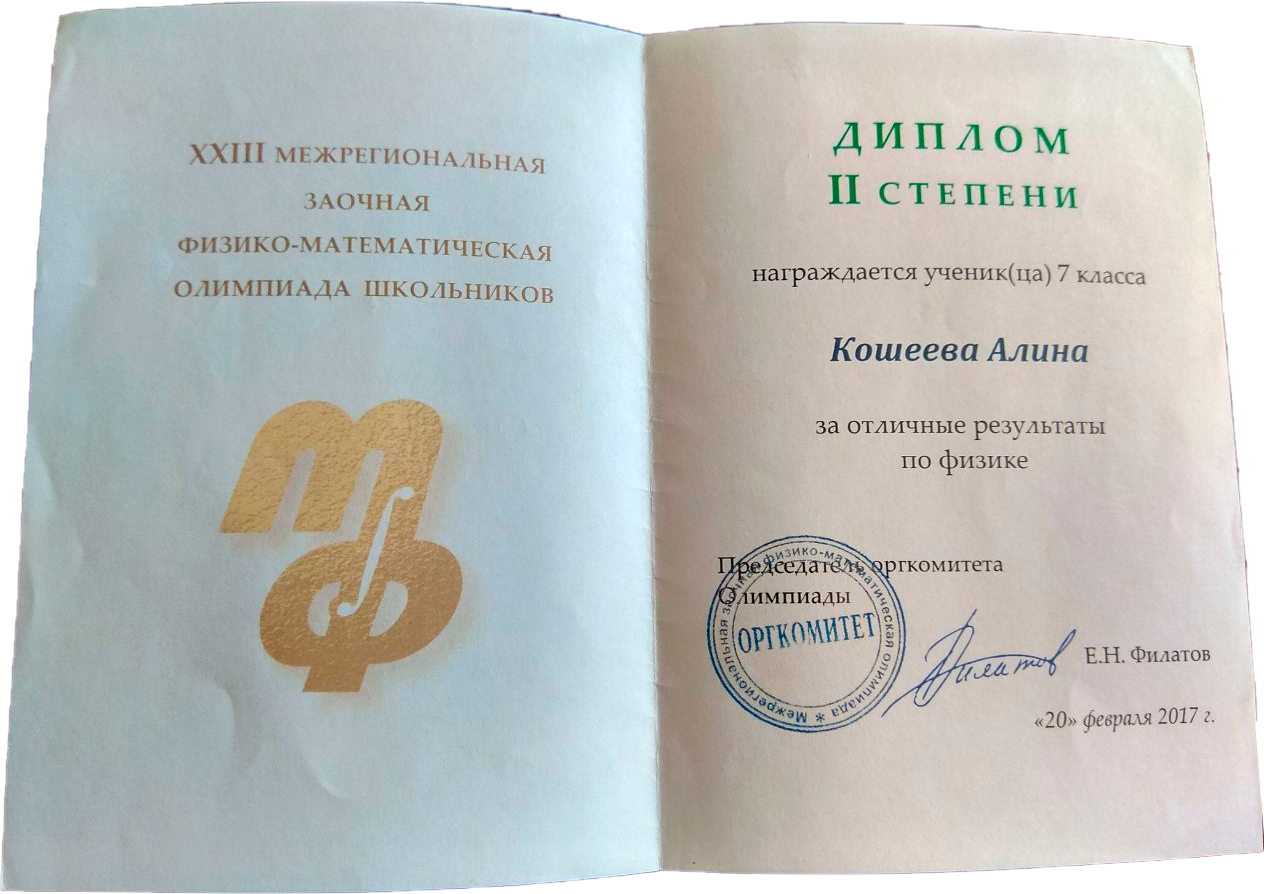 XXIII МЕЖРЕГИОНАЛЬНАЯ
ЗАОЧНАЯ
ФИЗИКО-МАТЕМАТИЧЕСКАЯ
ОЛИМПИАДА ШКОЛЬНИКОВ
тф
ДИПЛОМ
II СТЕПЕНИ
награждается ученик(ца) 7 класса
Кошеева Алина
за отличные результаты
по физике
Председатель оргкомитета
Олимпиады
Межрегиональная заочная физико-математическая олимпиада *
ОРГКОМИТЕТ
Филатов
Е.Н. Филатов
«20» февраля 2017 г.